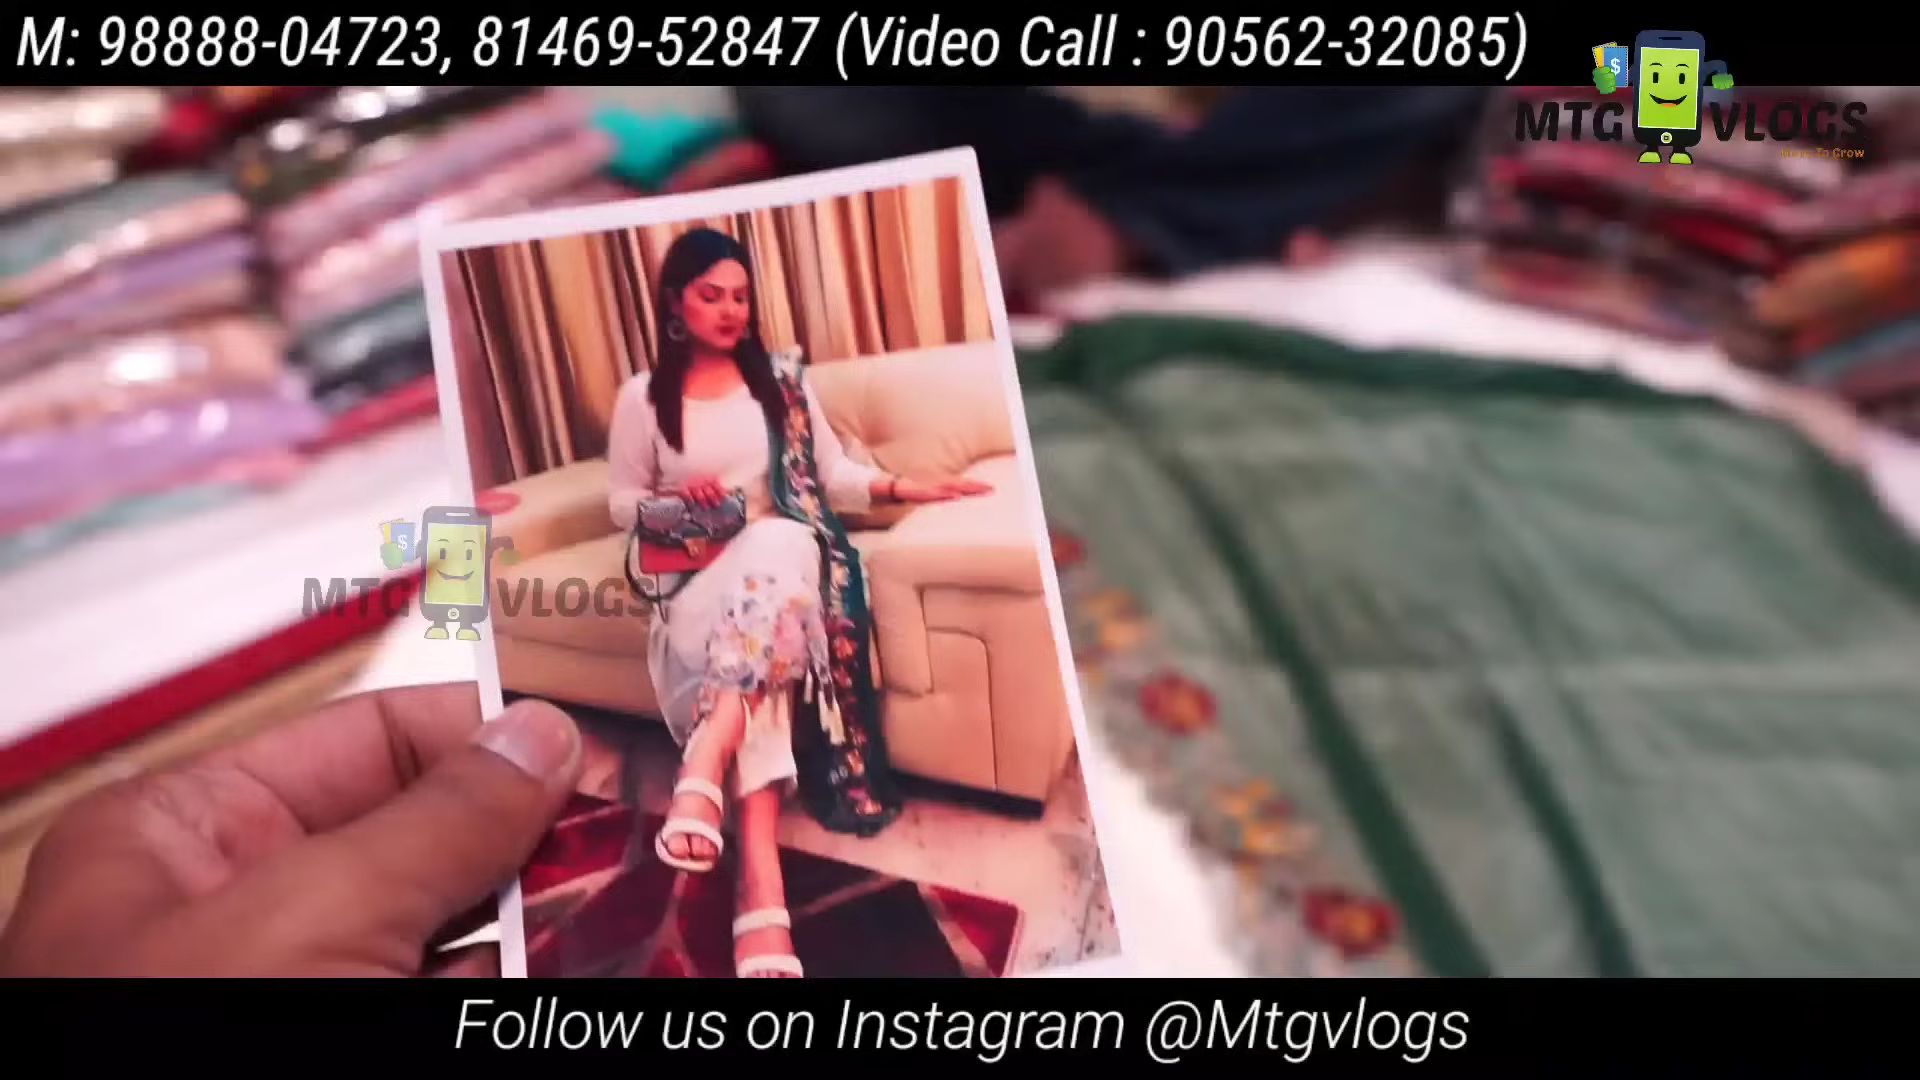 M: 98888-04723, 81469-52847 (Video Call : 90562-32085)
MTG VLOGS
MTG VLOGS
Follow us on Instagram @Mtgvlogs